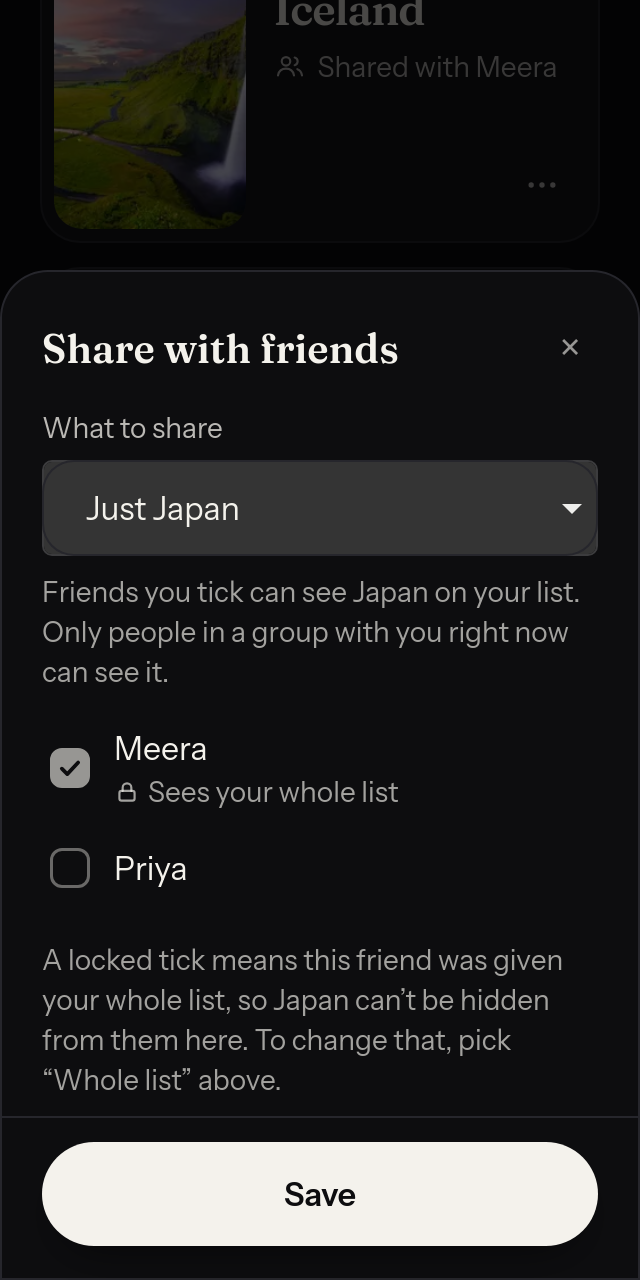 Iceland
Shared with Meera
Share with friends
What to share
Just Japan
Friends you tick can see Japan on your list.
Only people in a group with you right now
can see it.
Meera
Sees your whole list
Priya
A locked tick means this friend was given
your whole list, so Japan can’t be hidden
from them here. To change that, pick
“Whole list” above.
Save